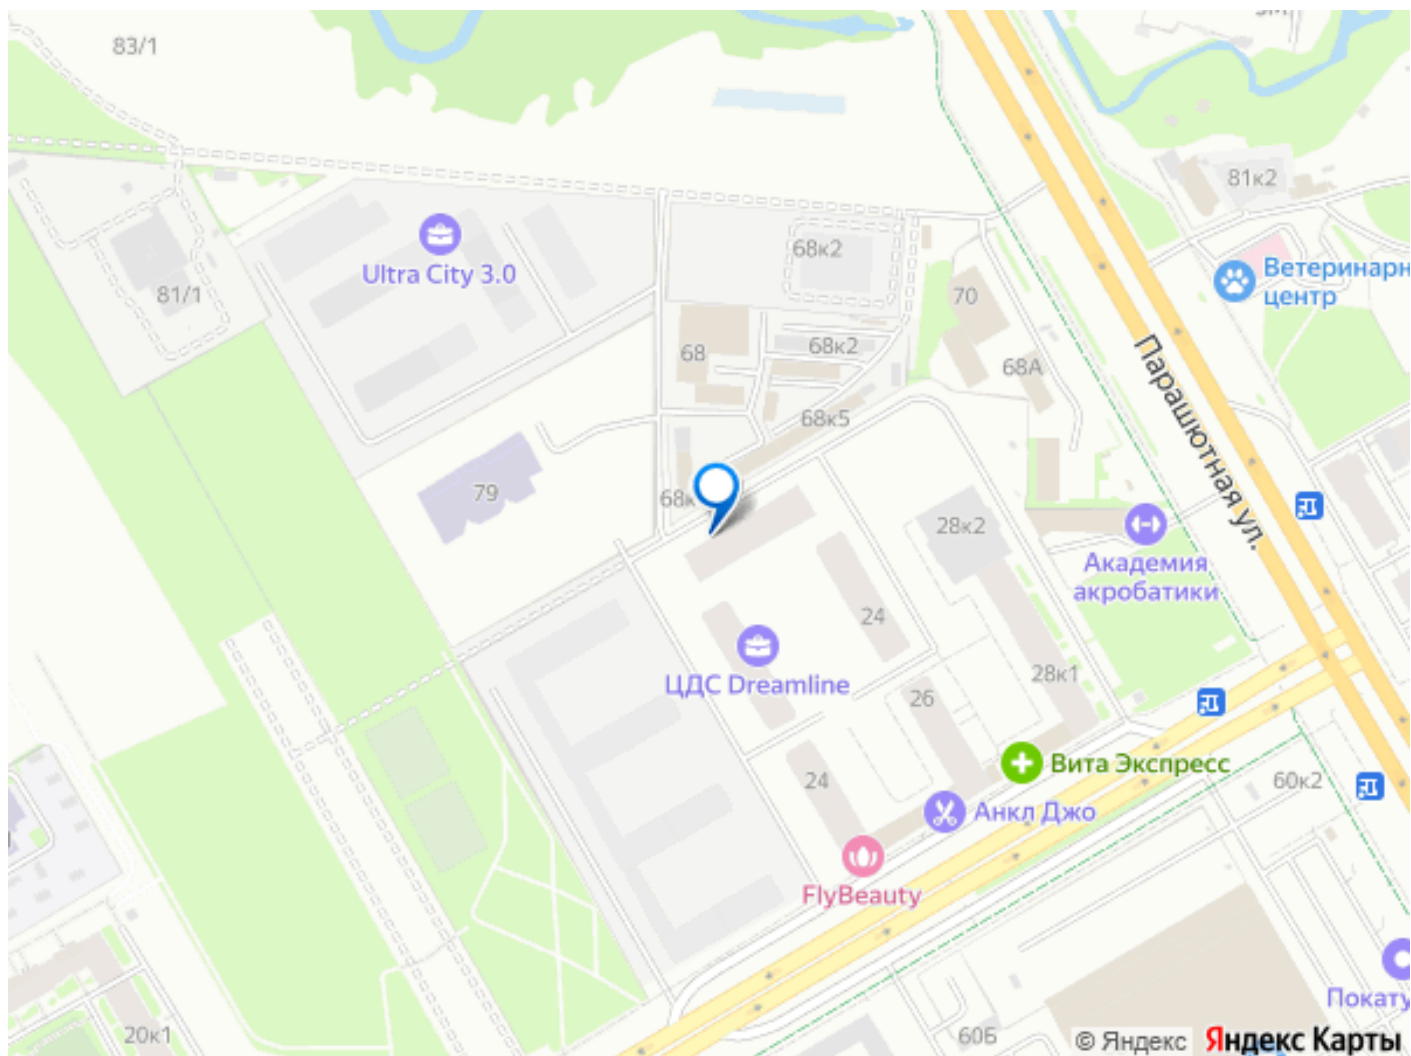 83/1
81к2
Ultra City 3.0
68к2
Ветеринарн
центр
81/1
70
68
68к2
68А
Парашютная ул.
68к5
79
68к
28к2
Академия
акробатики
24
ЦДС Dreamline
28к1
26
24
Вита Экспресс
60к2
Анкл Джо
FlyBeauty
Покату
20к1
60Б
© Яндекс
Яндекс Карты